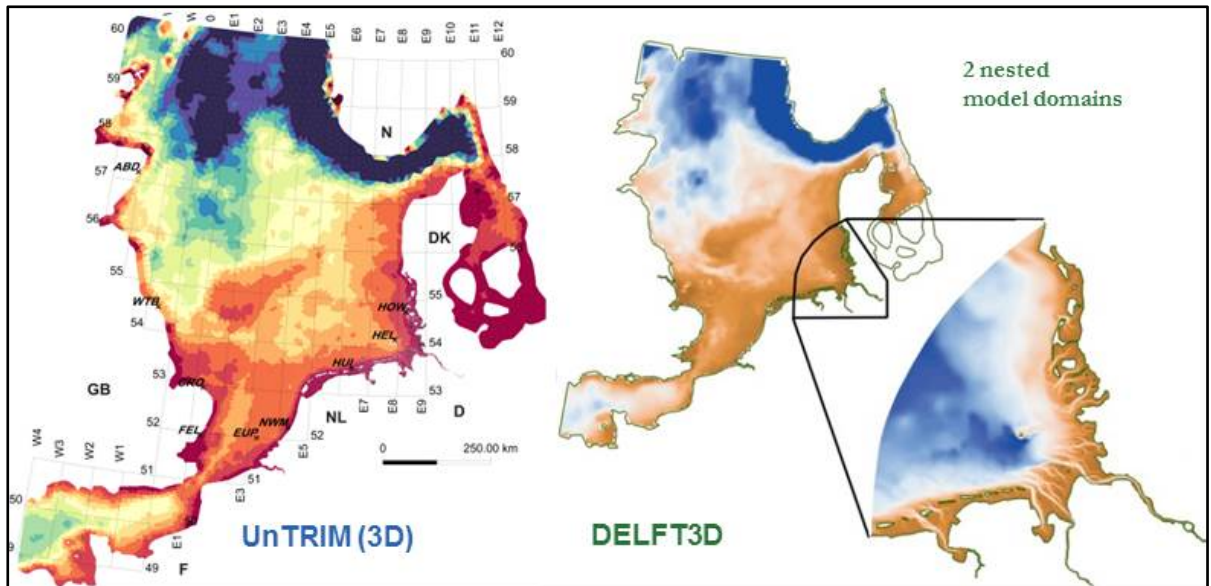 60
W
0
E1
E2
E3
E4
E5
E6
E7
E8
E9
E10
E11
E12
60
59
59
58
N
58
57
ABD
57
56
DK
55
WTB
HOW
55
54
HEL
54
HUL
53
GB
53
NL
E7
E8
E9
D
52
FEL
EUP
NWM
E5
52
0
250.00 km
W4
W3
W2
W1
51
E3
51
50
E1
49
F
UnTRIM (3D)
2 nested
model domains
DELFT3D